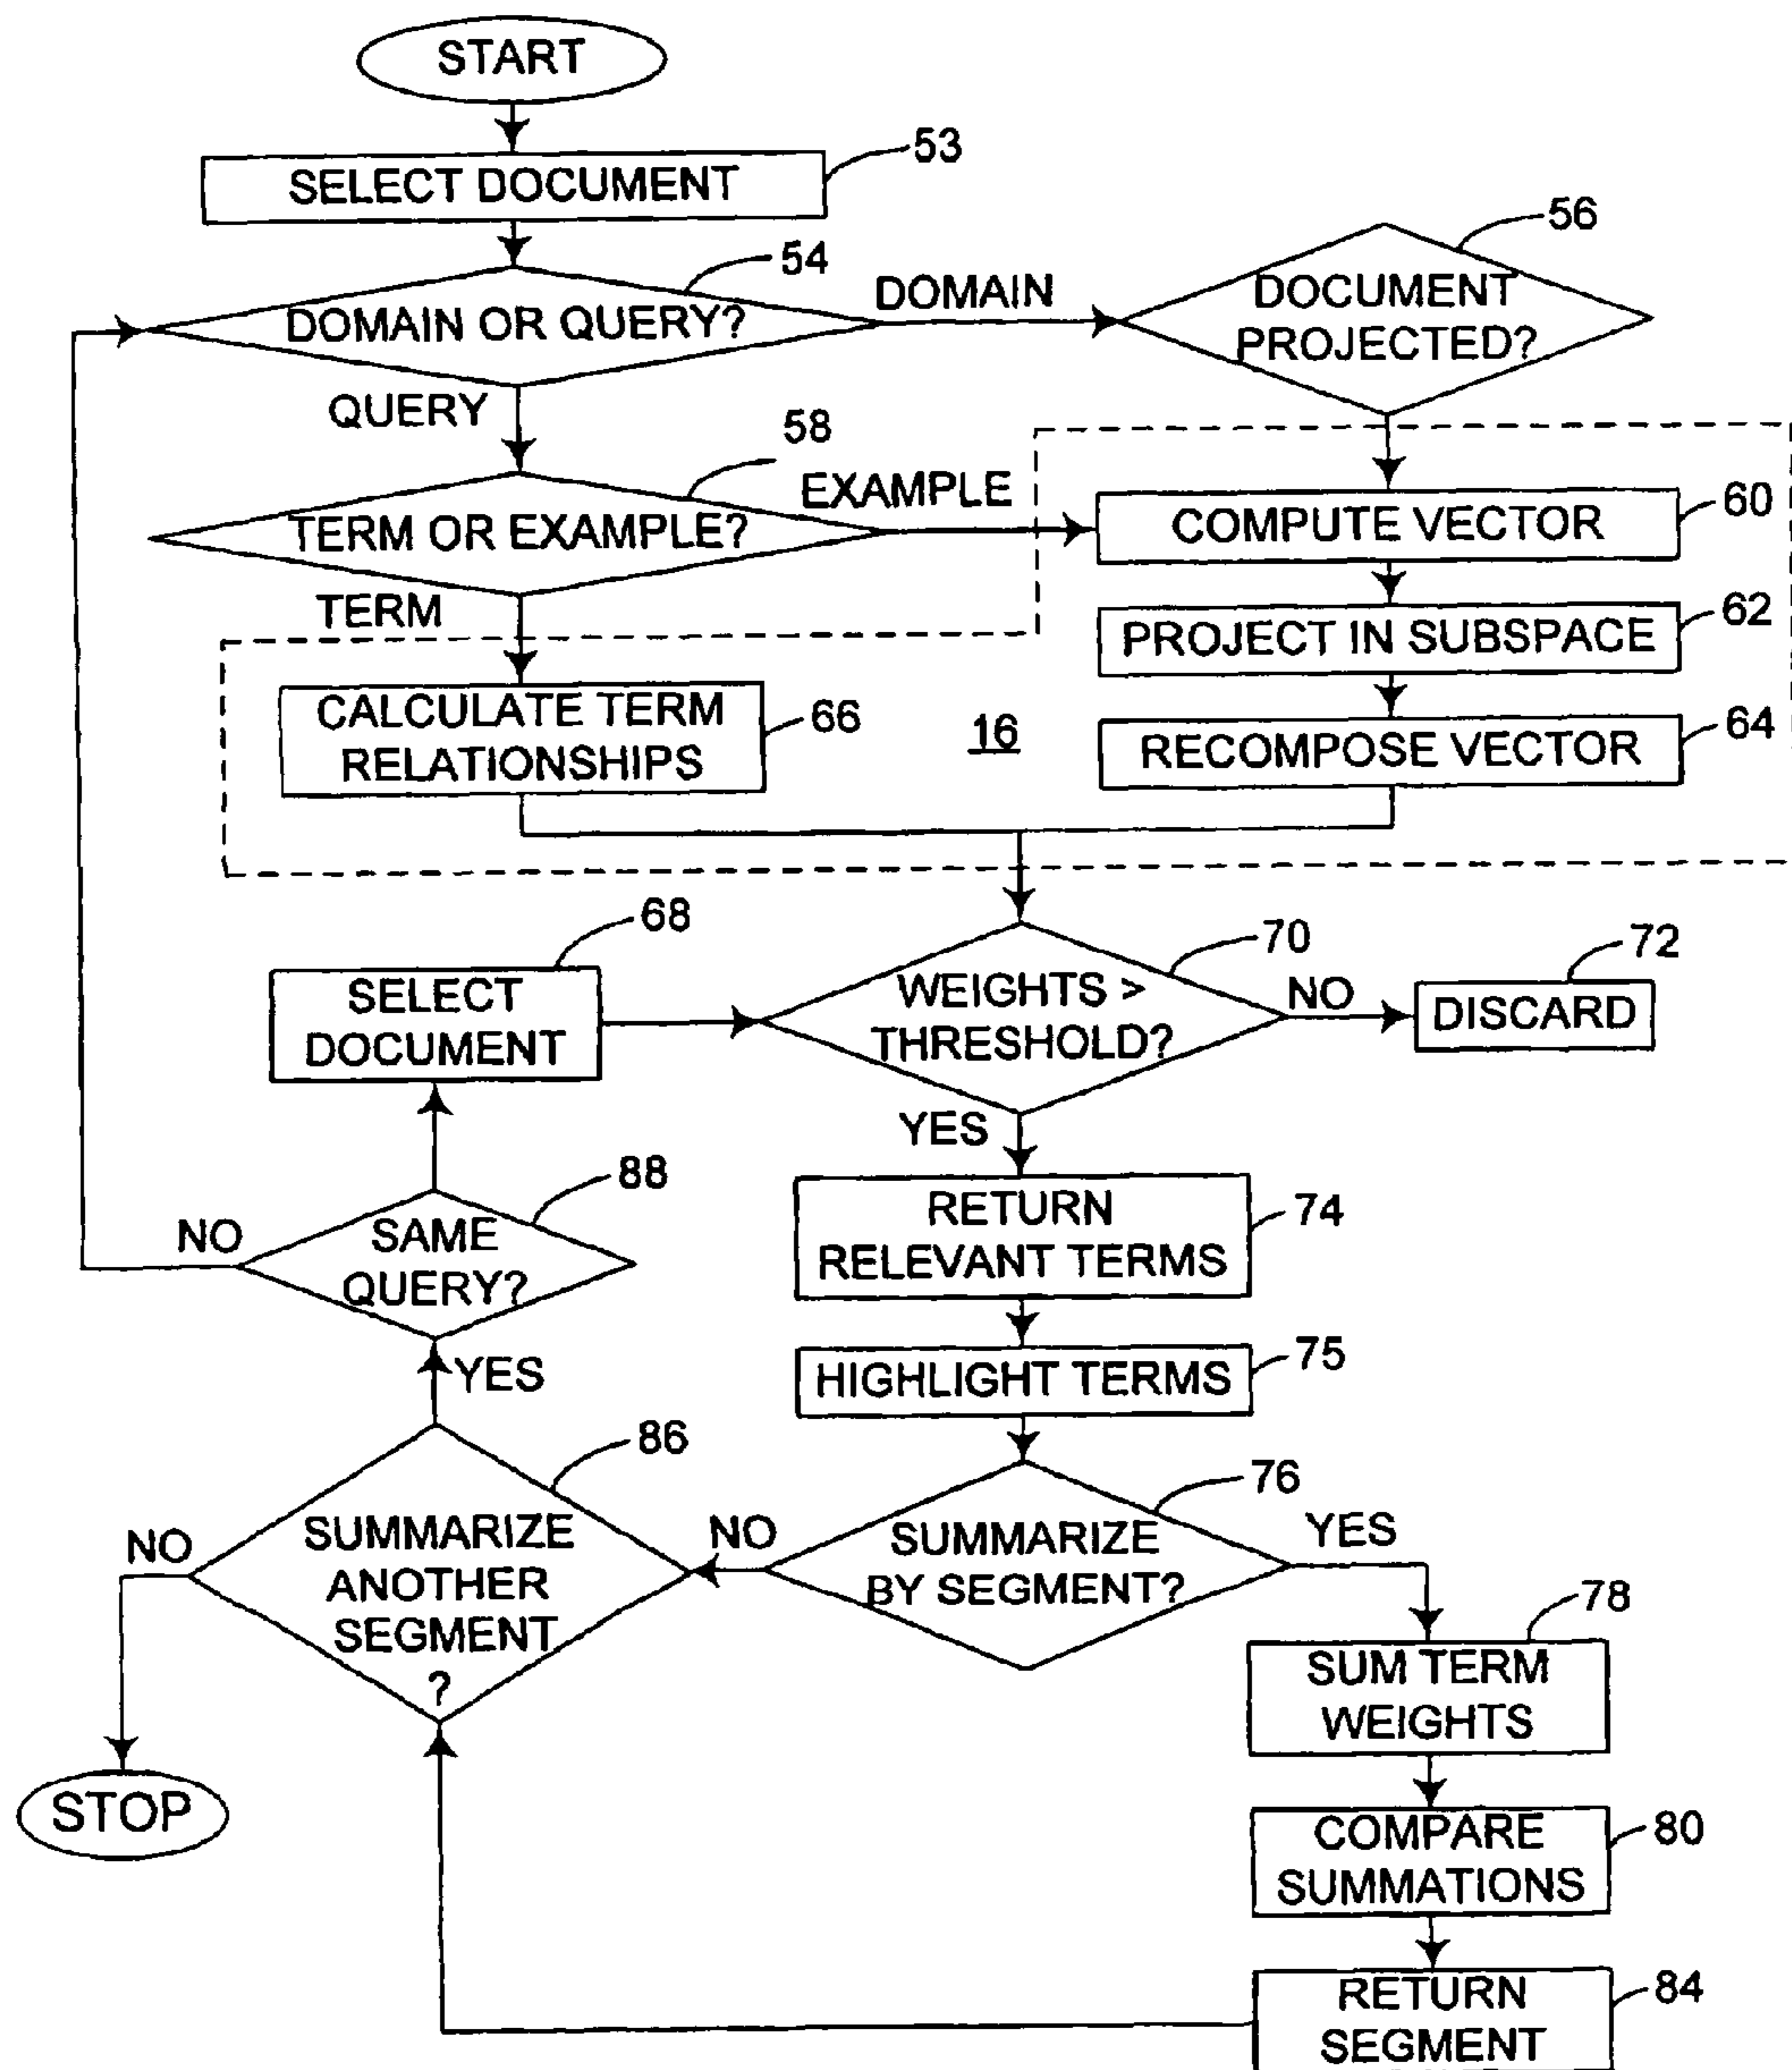 START
53
SELECT DOCUMENT
54
DOMAIN OR QUERY?
DOMAIN
56
DOCUMENT
PROJECTED?
QUERY
58
TERM OR EXAMPLE?
EXAMPLE
COMPUTE VECTOR
60
PROJECT IN SUBSPACE
62
RECOMPOSE VECTOR
64
TERM
CALCULATE TERM
RELATIONSHIPS
66
16
68
SELECT
DOCUMENT
70
WEIGHTS >
THRESHOLD?
NO
72
DISCARD
YES
RETURN
RELEVANT TERMS
74
88
SAME
QUERY?
NO
HIGHLIGHT TERMS
75
YES
86
SUMMARIZE
ANOTHER
SEGMENT
?
NO
STOP
76
SUMMARIZE
BY SEGMENT?
NO
YES
78
SUM TERM
WEIGHTS
COMPARE
SUMMATIONS
80
RETURN
SEGMENT
84